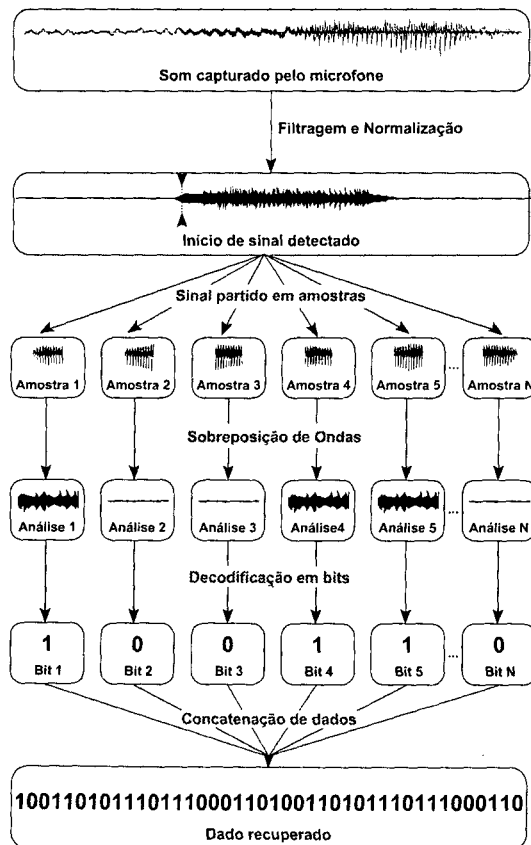 Som capturado pelo microfone
Filtragem e Normalização
Início de sinal detectado
Sinal partido em amostras
Amostra 1 Amostra 2 Amostra 3 Amostra 4 Amostra 5 ... Amostra N
Sobreposição de Ondas
Análise 1 Análise 2 Análise 3 Análise4 Análise 5 ... Análise N
Decodificação em bits
1 0 0 1 1 0
Bit 1 Bit 2 Bit 3 Bit 4 Bit 5 ... Bit N
Concatenação de dados
100110101110111000110100110101110111000110
Dado recuperado